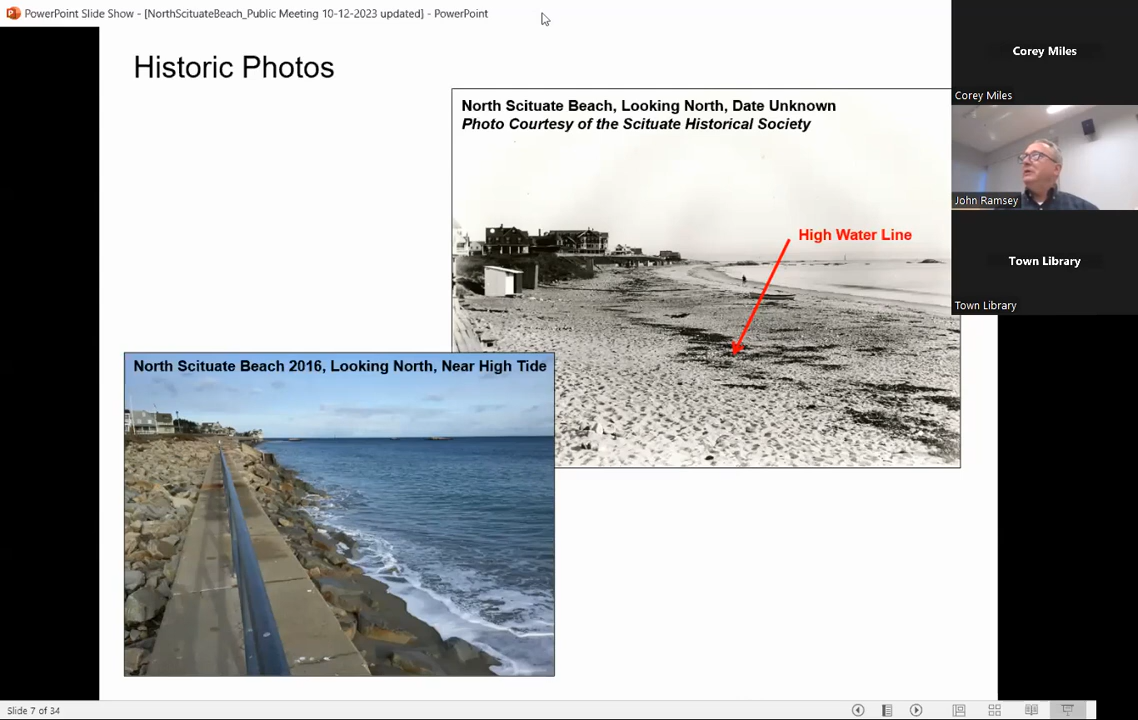 PowerPoint Slide Show - [NorthScituateBeach_Public Meeting 10-12-2023 updated] - PowerPoint
Historic Photos
North Scituate Beach, Looking North, Date Unknown
Photo Courtesy of the Scituate Historical Society
High Water Line
North Scituate Beach 2016, Looking North, Near High Tide
Corey Miles
Corey Miles
John Ramsey
Town Library
Town Library
Slide 7 of 34